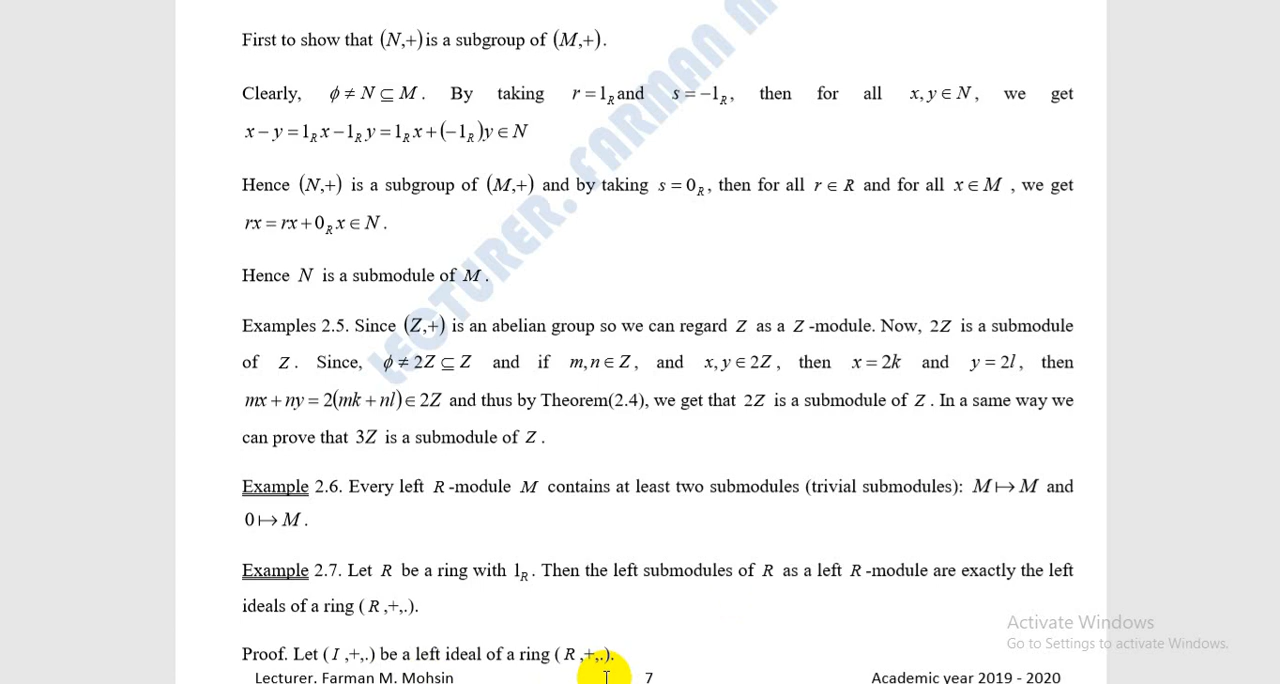 First to show that (N,+) is a subgroup of (M,+).
Clearly, ϕ ≠ N ⊆ M . By taking r = 1_R and s = −1_R, then for all x, y ∈ N, we get
x − y = 1_R x − 1_R y = 1_R x + (−1_R)y ∈ N
Hence (N,+) is a subgroup of (M,+) and by taking s = 0_R, then for all r ∈ R and for all x ∈ M , we get
rx = rx + 0_R x ∈ N .
Hence N is a submodule of M .
Examples 2.5. Since (Z,+) is an abelian group so we can regard Z as a Z -module. Now, 2Z is a submodule
of Z . Since, ϕ ≠ 2Z ⊆ Z and if m, n ∈ Z, and x, y ∈ 2Z, then x = 2k and y = 2l, then
mx + ny = 2(mk + nl) ∈ 2Z and thus by Theorem(2.4), we get that 2Z is a submodule of Z . In a same way we
can prove that 3Z is a submodule of Z .
Example 2.6. Every left R -module M contains at least two submodules (trivial submodules): M ↦ M and
0 ↦ M .
Example 2.7. Let R be a ring with 1_R . Then the left submodules of R as a left R -module are exactly the left
ideals of a ring ( R ,+,.).
Proof. Let ( I ,+,.) be a left ideal of a ring ( R ,+,.).
Lecturer. Farman M. Mohsin 7 Academic year 2019 - 2020
LECTURER. FARMAN M
Activate Windows
Go to Settings to activate Windows.